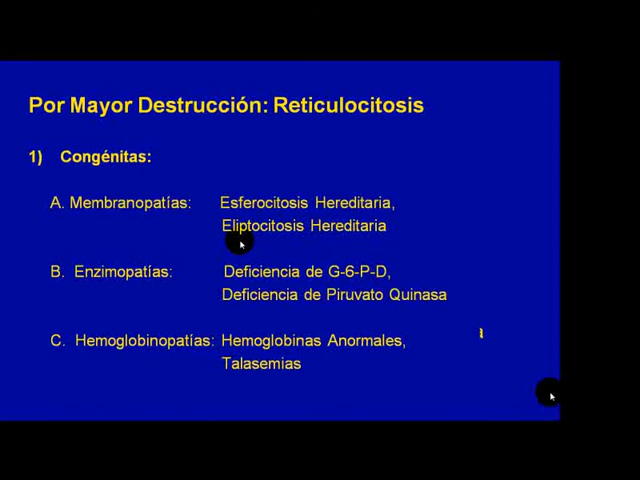 Por Mayor Destrucción: Reticulocitosis
1) Congénitas:
A. Membranopatías: Esferocitosis Hereditaria,
Eliptocitosis Hereditaria
B. Enzimopatías: Deficiencia de G-6-P-D,
Deficiencia de Piruvato Quinasa
C. Hemoglobinopatías: Hemoglobinas Anormales,
Talasemias